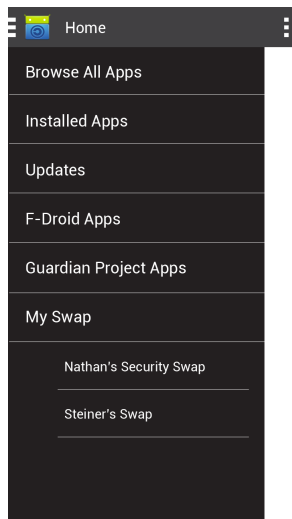 Home
Browse All Apps
Installed Apps
Updates
F-Droid Apps
Guardian Project Apps
My Swap
Nathan's Security Swap
Steiner's Swap